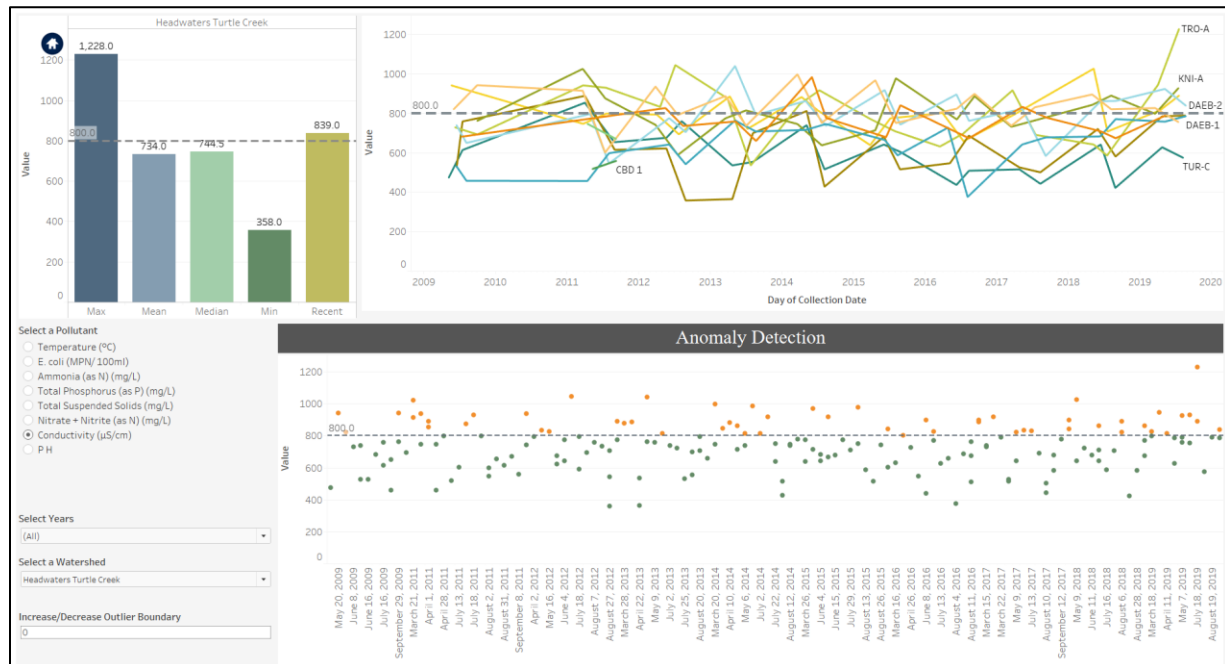 Headwaters Turtle Creek
1,228.0
1200
1000
800.0
800
600
400
200
0
Value
734.0
744.5
358.0
839.0
Max
Mean
Median
Min
Recent
1200
1000
800.0
800
600
400
200
0
Value
TRO-A
KNI-A
DAEB-2
DAEB-1
TUR-C
CBD 1
2009
2010
2011
2012
2013
2014
2015
2016
2017
2018
2019
2020
Day of Collection Date
Select a Pollutant
Temperature (ºC)
E. coli (MPN/ 100ml)
Ammonia (as N) (mg/L)
Total Phosphorus (as P) (mg/L)
Total Suspended Solids (mg/L)
Nitrate + Nitrite (as N) (mg/L)
Conductivity (µS/cm)
P H
Select Years
(All)
Select a Watershed
Headwaters Turtle Creek
Increase/Decrease Outlier Boundary
0
Anomaly Detection
1200
1000
800.0
800
600
400
200
0
Value
May 20, 2009
June 8, 2009
June 16, 2009
July 16, 2009
September 29, 2009
March 21, 2011
April 1, 2011
April 28, 2011
July 13, 2011
July 18, 2011
August 2, 2011
August 31, 2011
September 8, 2011
April 2, 2012
May 16, 2012
June 4, 2012
July 18, 2012
August 7, 2012
August 27, 2012
March 28, 2013
April 22, 2013
May 9, 2013
July 2, 2013
July 25, 2013
August 20, 2013
March 20, 2014
April 10, 2014
May 6, 2014
July 2, 2014
August 12, 2014
March 26, 2015
June 4, 2015
June 9, 2015
July 29, 2015
August 13, 2015
August 26, 2015
March 14, 2016
April 26, 2016
June 8, 2016
July 18, 2016
August 4, 2016
August 11, 2016
March 15, 2017
March 22, 2017
May 9, 2017
July 5, 2017
August 10, 2017
September 12, 2017
May 9, 2018
June 11, 2018
July 16, 2018
August 6, 2018
August 28, 2018
March 18, 2019
April 11, 2019
May 7, 2019
July 18, 2019
August 19, 2019